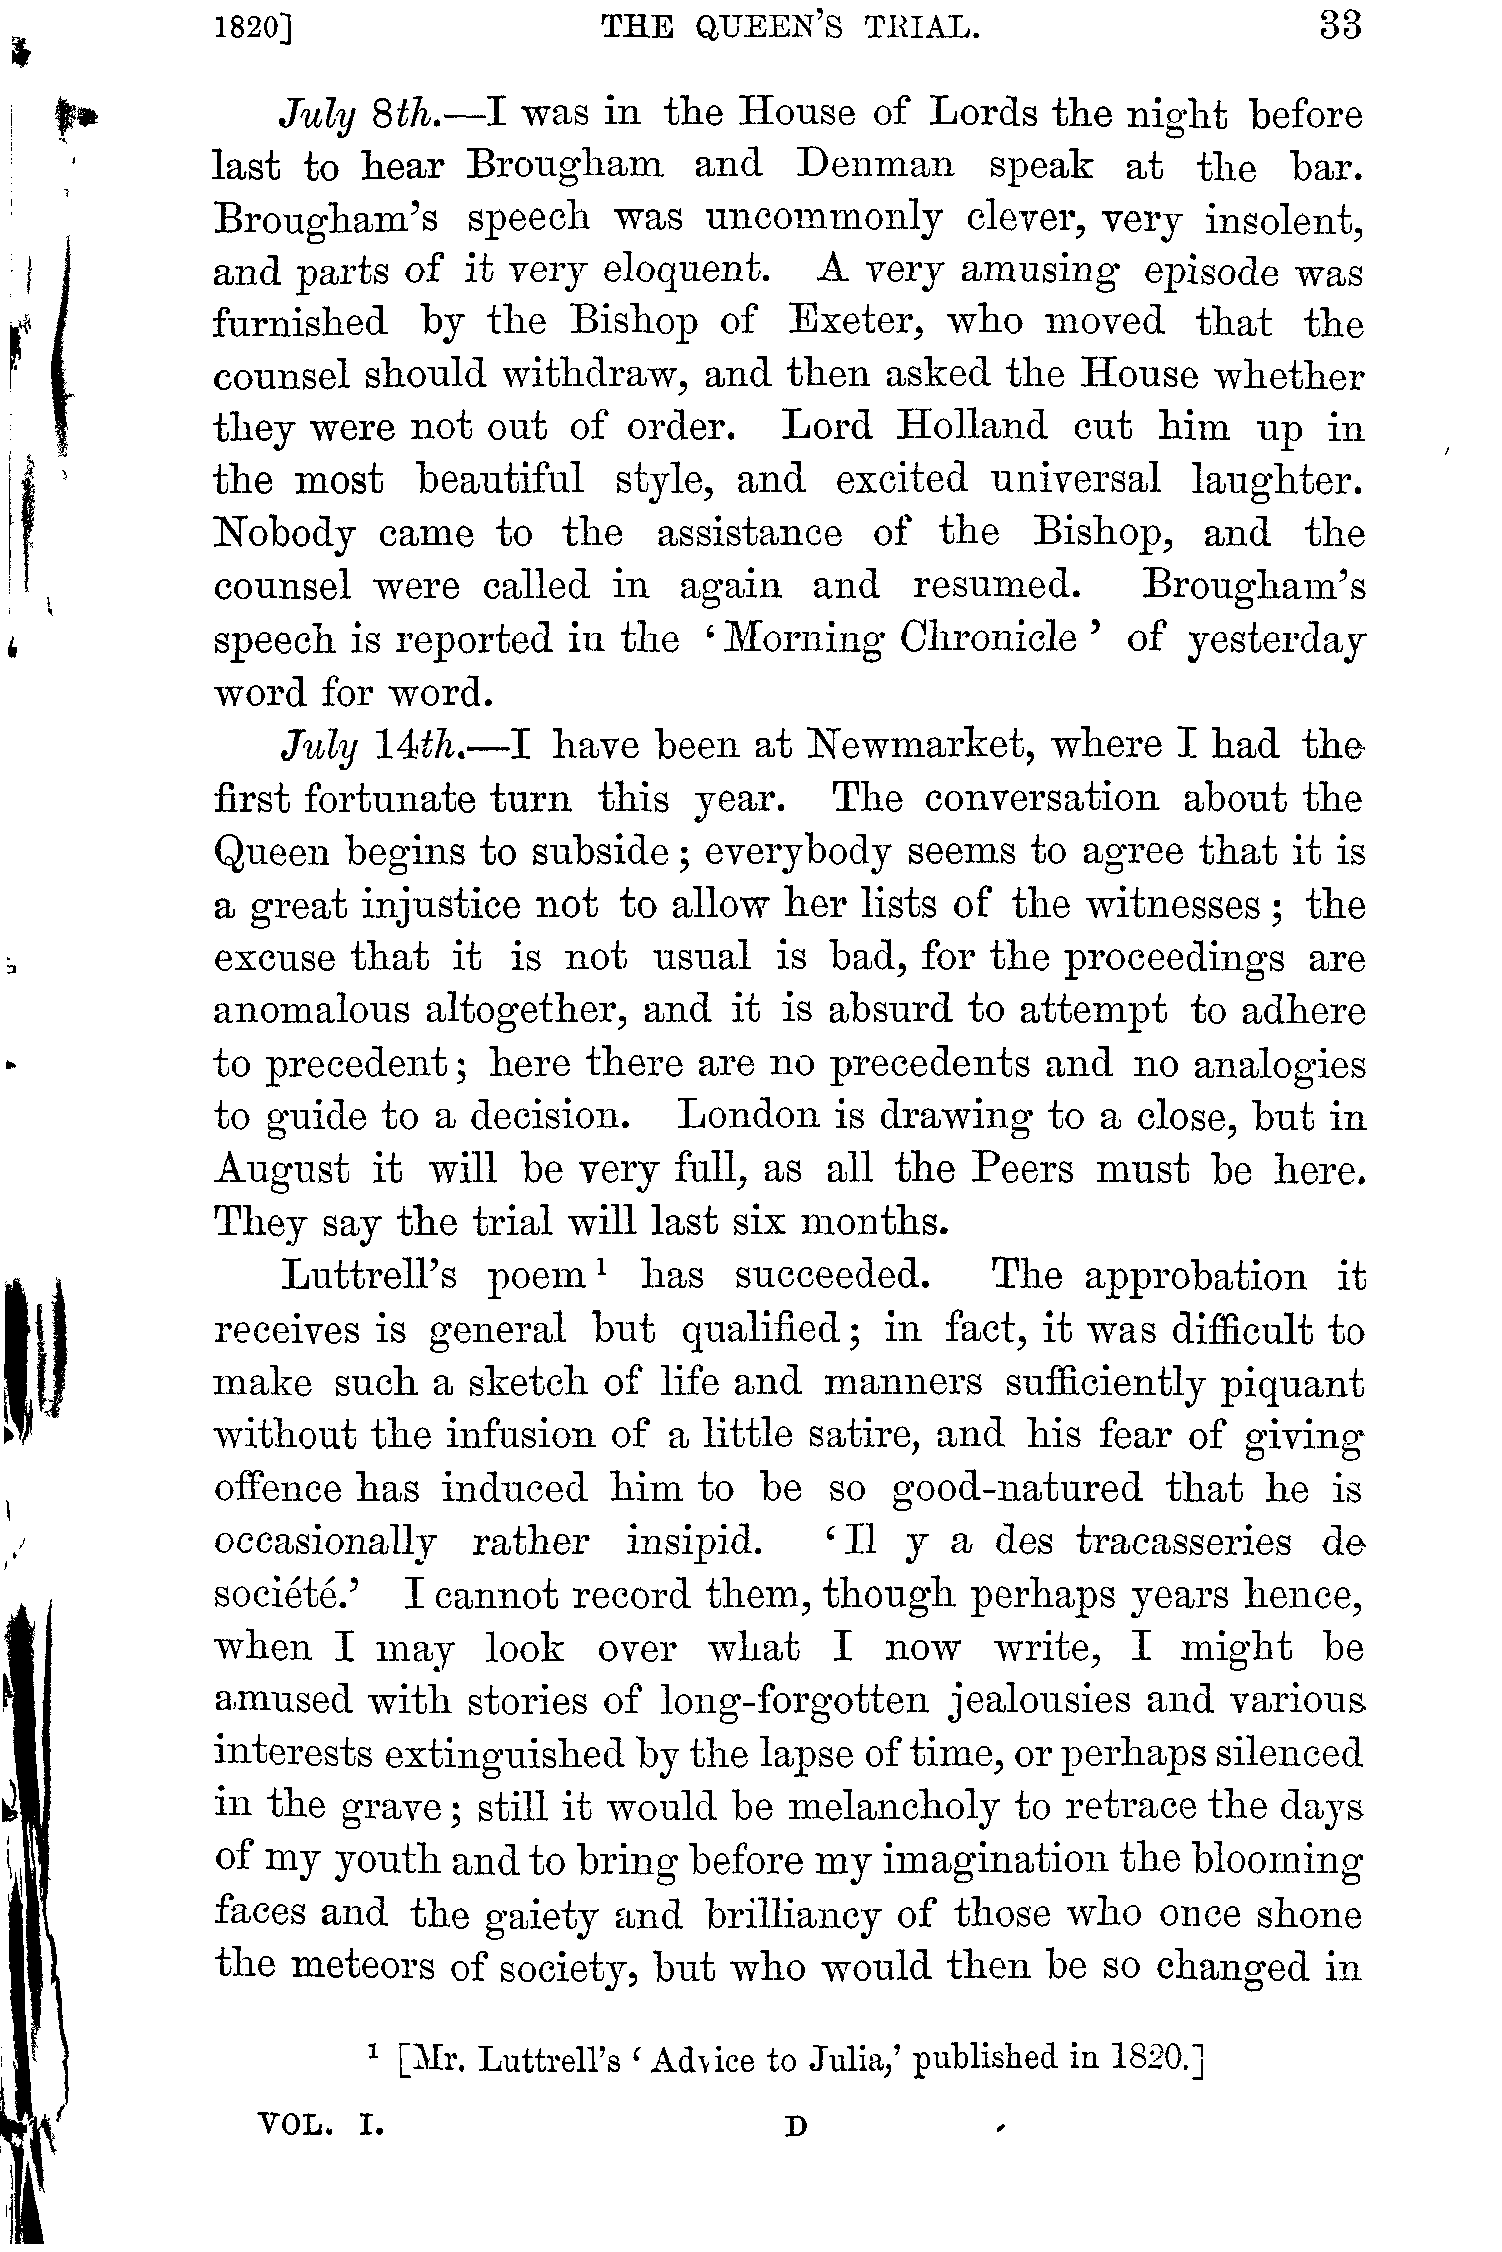 1820] THE QUEEN'S TRIAL. 33
July 8th.—I was in the House of Lords the night before
last to hear Brougham and Denman speak at the bar.
Brougham's speech was uncommonly clever, very insolent,
and parts of it very eloquent. A very amusing episode was
furnished by the Bishop of Exeter, who moved that the
counsel should withdraw, and then asked the House whether
they were not out of order. Lord Holland cut him up in
the most beautiful style, and excited universal laughter.
Nobody came to the assistance of the Bishop, and the
counsel were called in again and resumed. Brougham's
speech is reported in the ‘Morning Chronicle’ of yesterday
word for word.
July 14th.—I have been at Newmarket, where I had the
first fortunate turn this year. The conversation about the
Queen begins to subside; everybody seems to agree that it is
a great injustice not to allow her lists of the witnesses; the
excuse that it is not usual is bad, for the proceedings are
anomalous altogether, and it is absurd to attempt to adhere
to precedent; here there are no precedents and no analogies
to guide to a decision. London is drawing to a close, but in
August it will be very full, as all the Peers must be here.
They say the trial will last six months.
Luttrell's poem¹ has succeeded. The approbation it
receives is general but qualified; in fact, it was difficult to
make such a sketch of life and manners sufficiently piquant
without the infusion of a little satire, and his fear of giving
offence has induced him to be so good-natured that he is
occasionally rather insipid. ‘Il y a des tracasseries de
société.’ I cannot record them, though perhaps years hence,
when I may look over what I now write, I might be
amused with stories of long-forgotten jealousies and various
interests extinguished by the lapse of time, or perhaps silenced
in the grave; still it would be melancholy to retrace the days
of my youth and to bring before my imagination the blooming
faces and the gaiety and brilliancy of those who once shone
the meteors of society, but who would then be so changed in
¹ [Mr. Luttrell's ‘Advice to Julia,’ published in 1820.]
VOL. I. D